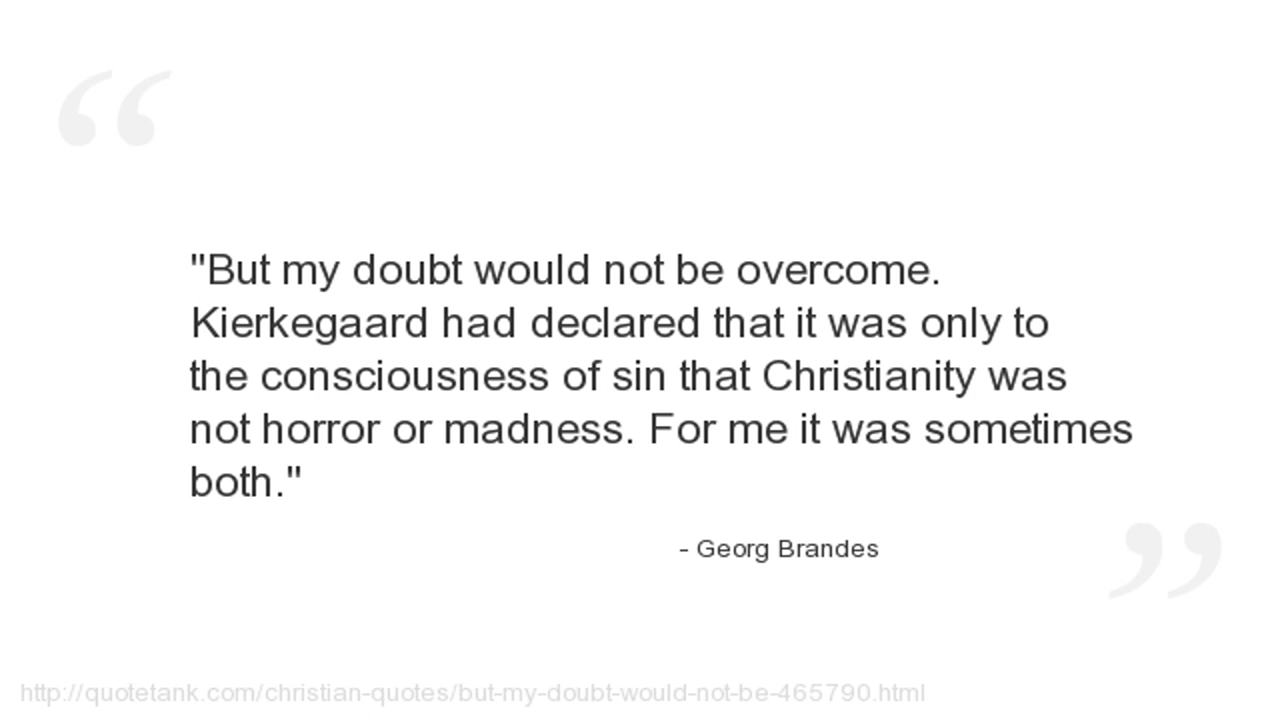 "But my doubt would not be overcome.
Kierkegaard had declared that it was only to
the consciousness of sin that Christianity was
not horror or madness. For me it was sometimes
both."
- Georg Brandes
http://quotetank.com/christian-quotes/but-my-doubt-would-not-be-465790.html